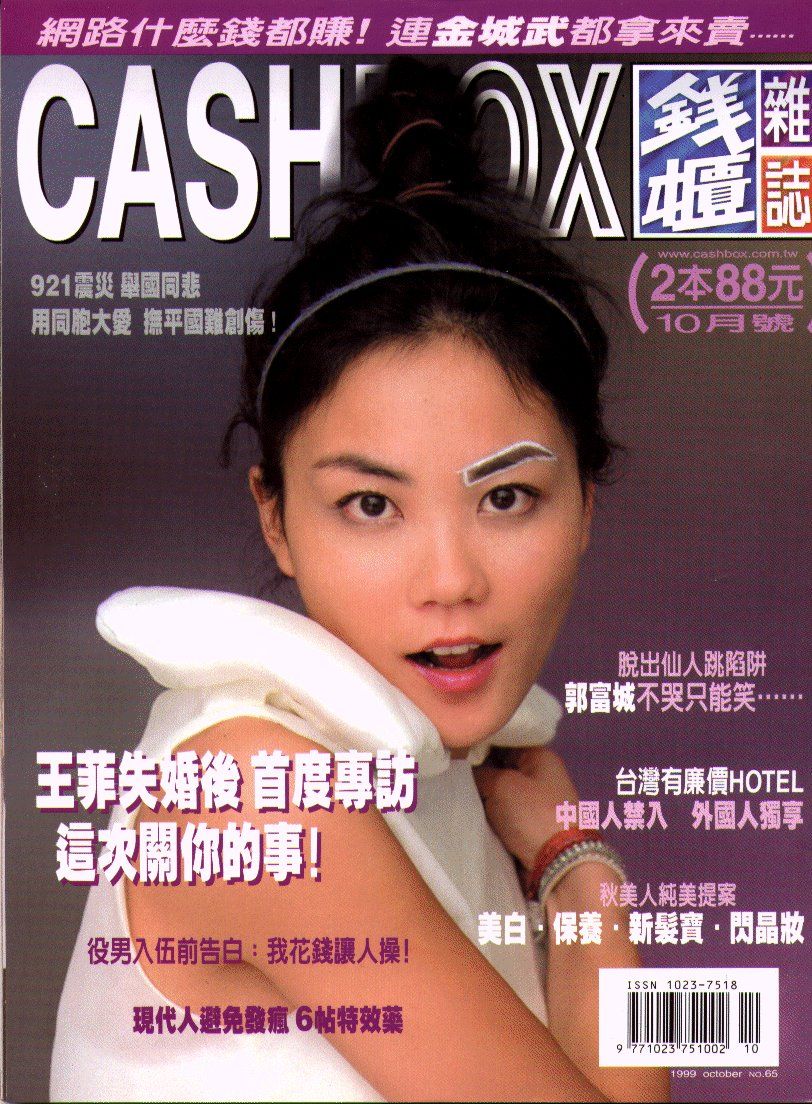 網路什麼錢都賺！連金城武都拿來賣……
CASHBOX
錢櫃
雜誌
www.cashbox.com.tw
(2本88元
10月號)
921震災 舉國同悲
用同胞大愛 撫平國難創傷！
脫出仙人跳陷阱
郭富城不哭只能笑……
王菲失婚後 首度專訪
這次關你的事！
台灣有廉價HOTEL
中國人禁入 外國人獨享
秋美人純美提案
美白·保養·新髮寶·閃晶妝
役男入伍前告白：我花錢讓人操！
現代人避免發瘋 6帖特效藥
ISSN 1023-7518
9 771023 751002 10
1999 october NO.65